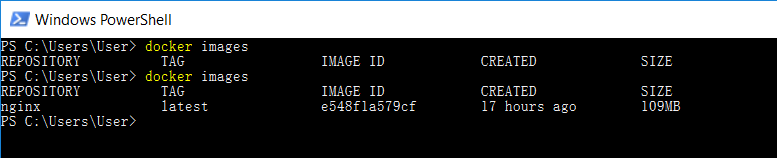 Windows PowerShell
PS C:\Users\User> docker images
REPOSITORY TAG IMAGE ID CREATED SIZE
PS C:\Users\User> docker images
REPOSITORY TAG IMAGE ID CREATED SIZE
nginx latest e548f1a579cf 17 hours ago 109MB
PS C:\Users\User>